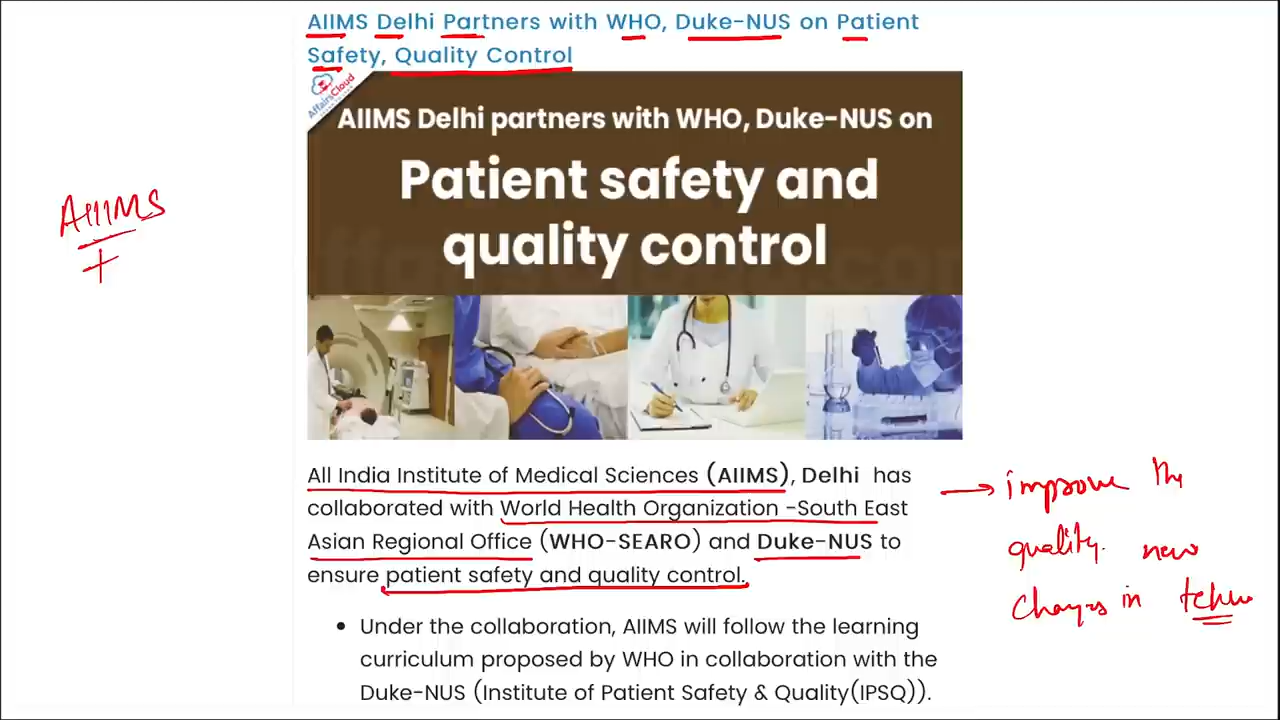 AIIMS Delhi Partners with WHO, Duke-NUS on Patient
Safety, Quality Control
AffairsCloud
AIIMS Delhi partners with WHO, Duke-NUS on
Patient safety and
quality control
AIIMS
+
All India Institute of Medical Sciences (AIIMS), Delhi has
collaborated with World Health Organization -South East
Asian Regional Office (WHO-SEARO) and Duke-NUS to
ensure patient safety and quality control.
→ improve the
quality. new
changes in
Under the collaboration, AIIMS will follow the learning
curriculum proposed by WHO in collaboration with the
Duke-NUS (Institute of Patient Safety & Quality(IPSQ)).